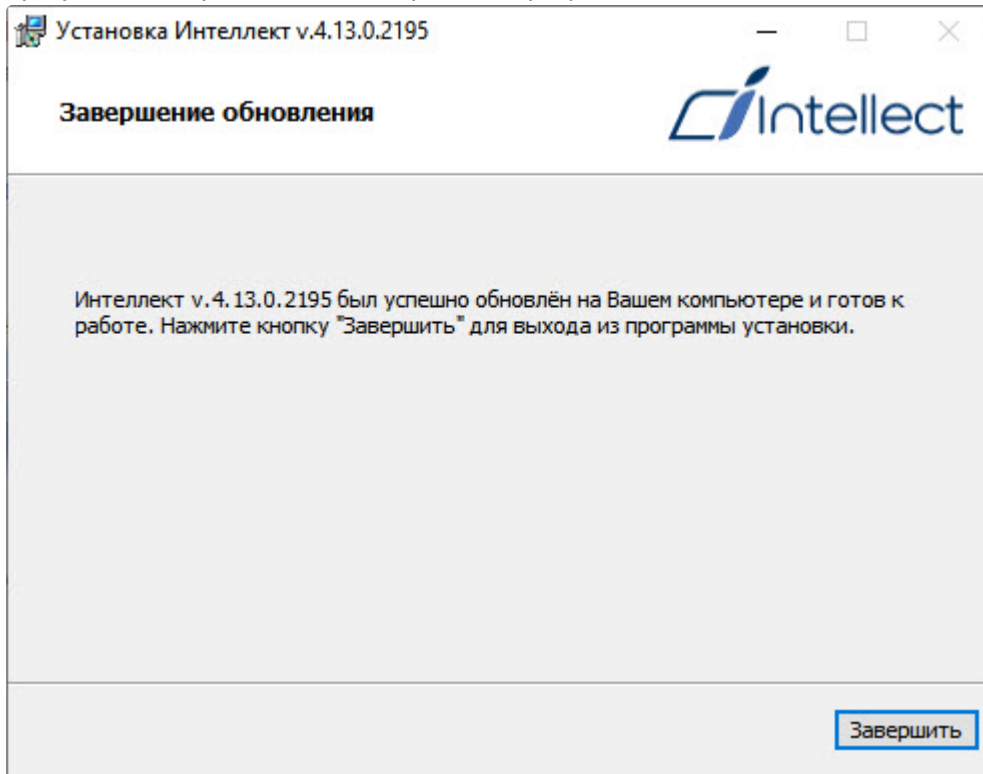 Установка Интеллект v.4.13.0.2195
Завершение обновления
Intellect
Интеллект v.4.13.0.2195 был успешно обновлён на Вашем компьютере и готов к
работе. Нажмите кнопку "Завершить" для выхода из программы установки.
Завершить